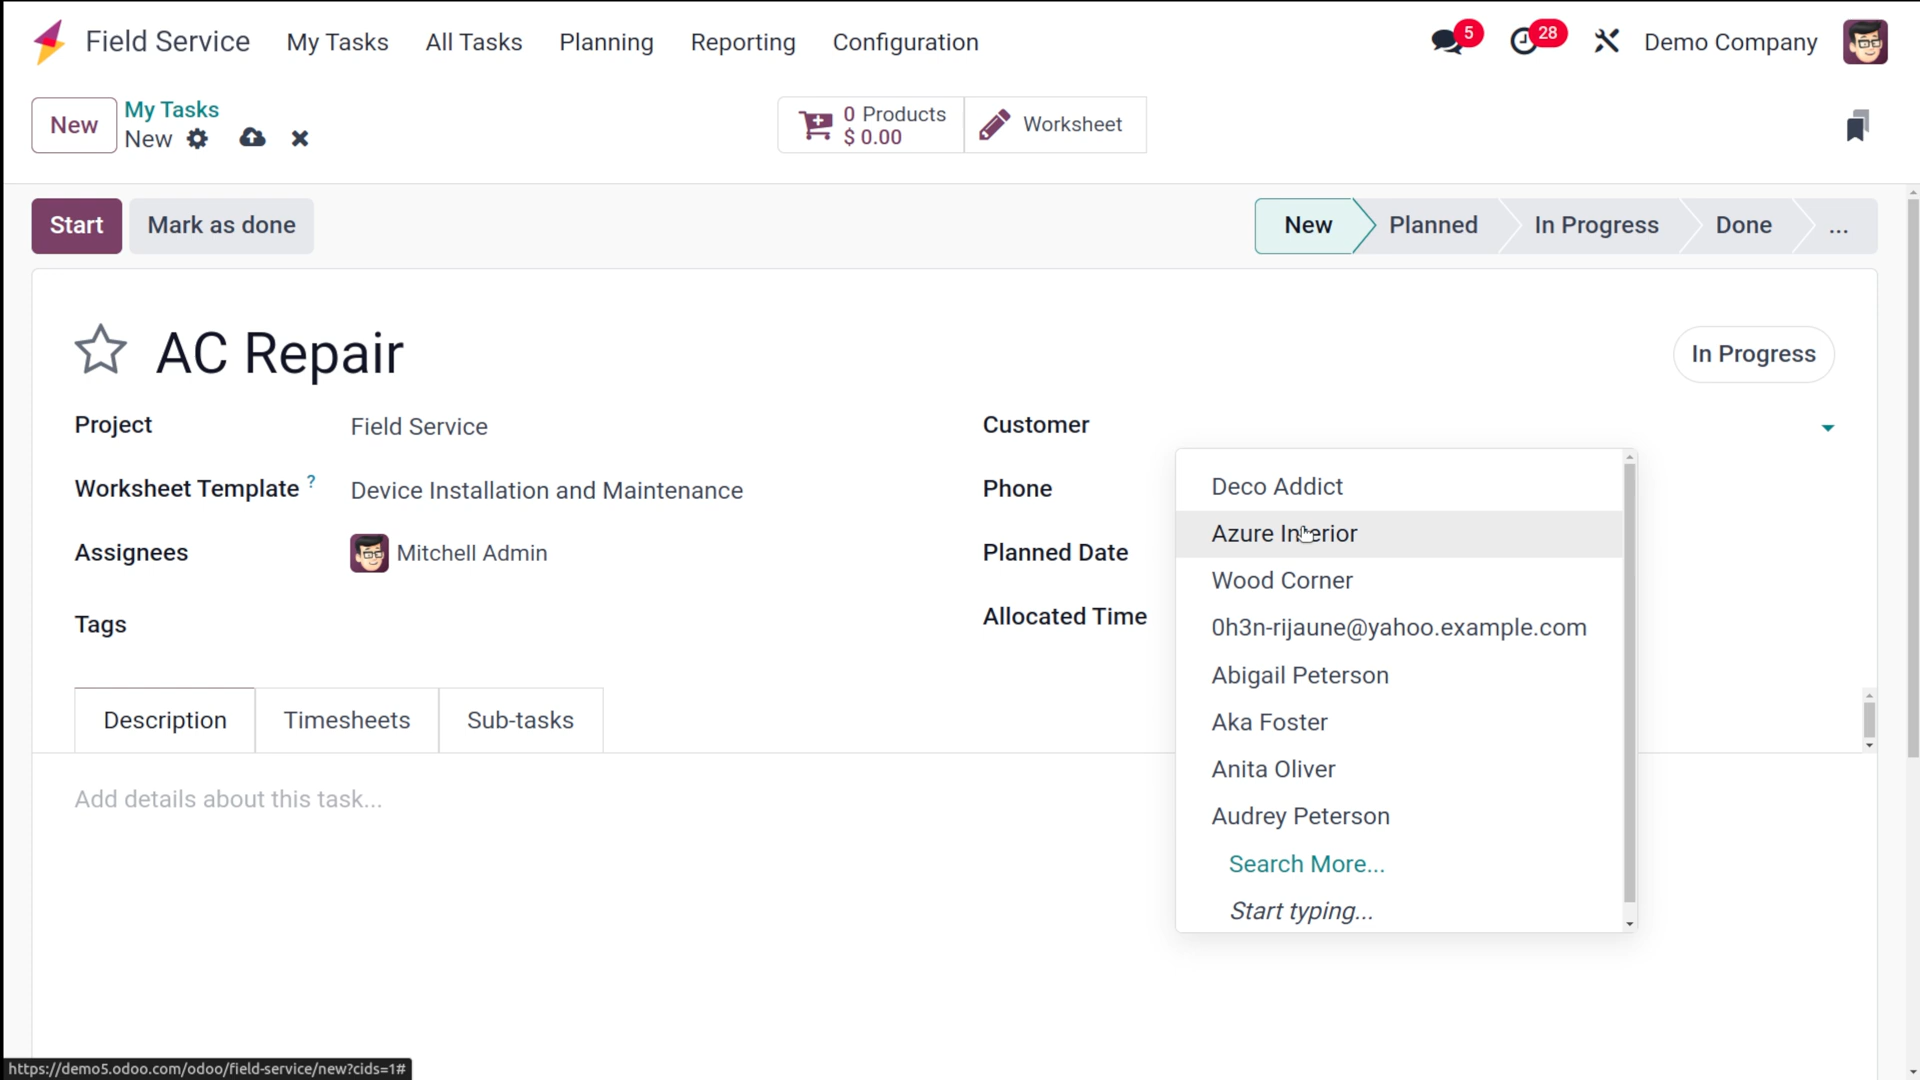 Field Service My Tasks All Tasks Planning Reporting Configuration 5 28 Demo Company
New My Tasks
New
0 Products
$ 0.00
Worksheet
Start Mark as done New Planned In Progress Done ...
AC Repair In Progress
Project Field Service Customer
Worksheet Template ? Device Installation and Maintenance Phone
Assignees Mitchell Admin Planned Date
Tags Allocated Time
Deco Addict
Azure Interior
Wood Corner
0h3n-rijaune@yahoo.example.com
Abigail Peterson
Aka Foster
Anita Oliver
Audrey Peterson
Search More...
Start typing...
Description Timesheets Sub-tasks
Add details about this task...
https://demo5.odoo.com/odoo/field-service/new?cids=1#